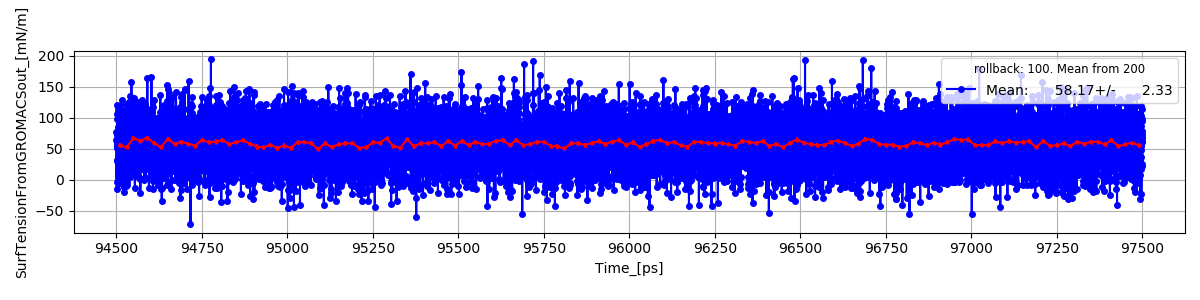 SurfTensionFromGROMACSout_[mN/m]
200
150
100
50
0
−50
rollback: 100. Mean from 200
Mean: 58.17+/- 2.33
94500 94750 95000 95250 95500 95750 96000 96250 96500 96750 97000 97250 97500
Time_[ps]